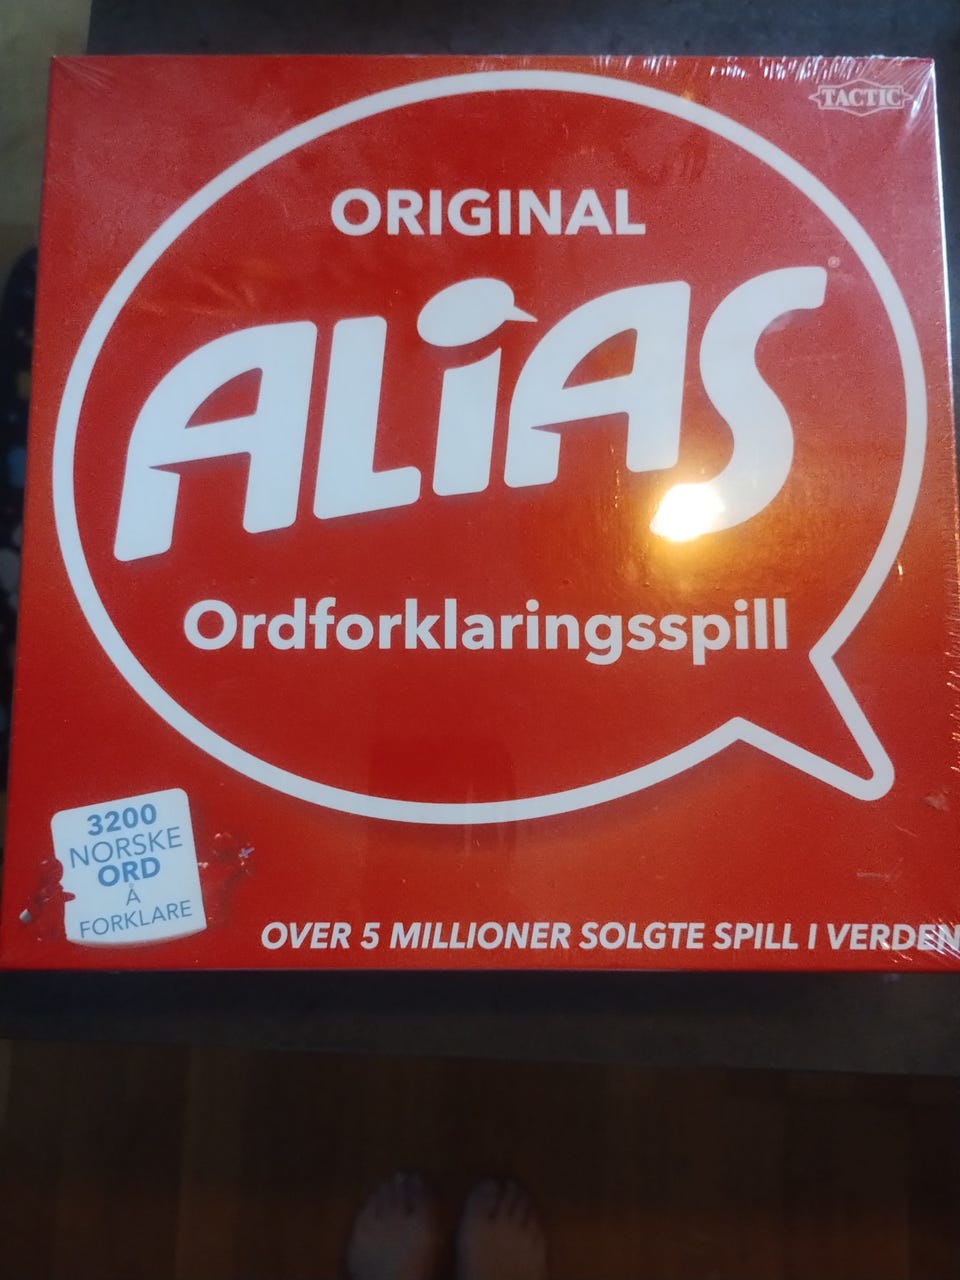 TACTIC
ORIGINAL
ALiAS®
Ordforklaringsspill
3200
NORSKE
ORD
Å
FORKLARE
OVER 5 MILLIONER SOLGTE SPILL I VERDEN